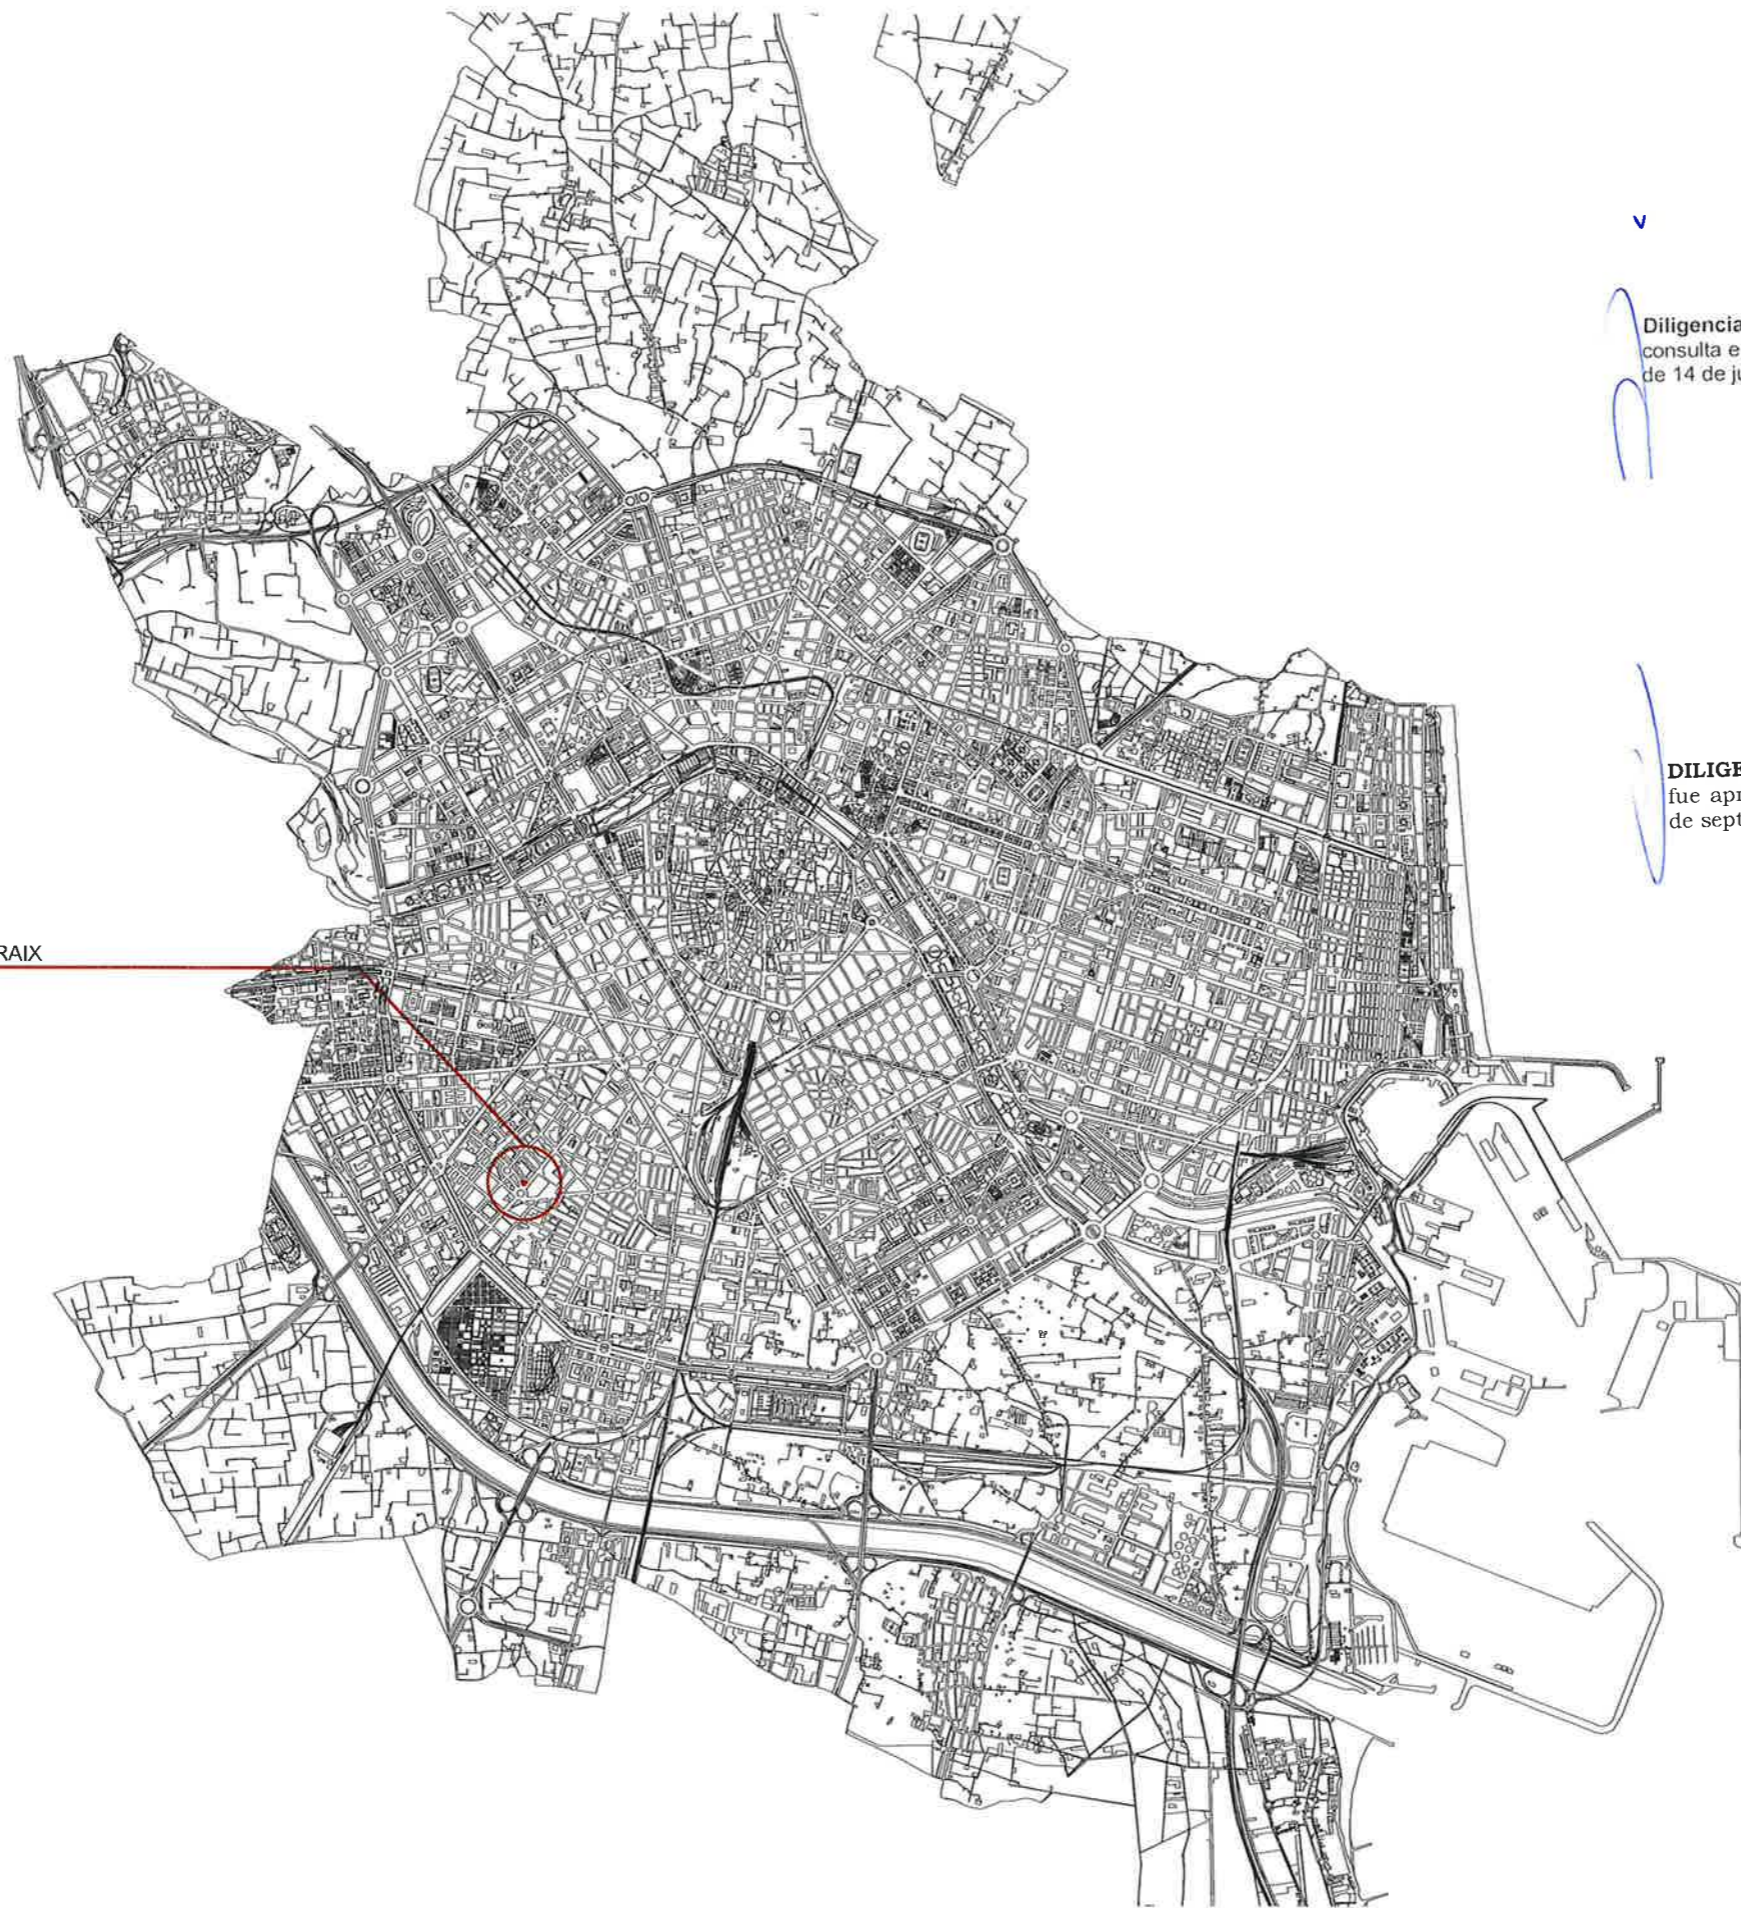 Diligencia
consulta e
de 14 de ju
DILIGE
fue apr
de sept
RAIX